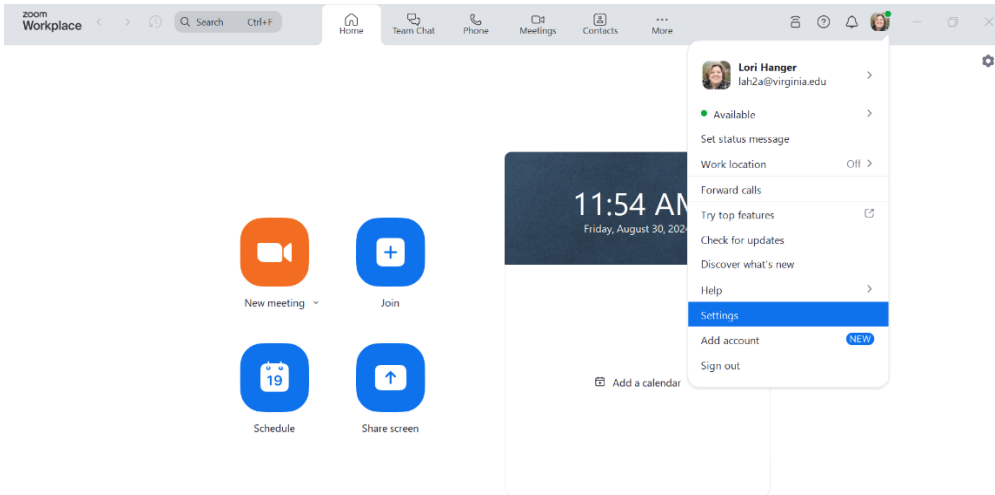 zoom
Workplace
Search Ctrl+F
Home
Team Chat
Phone
Meetings
Contacts
More
Lori Hanger
lah2a@virginia.edu
Available
Set status message
Work location Off
Forward calls
Try top features
Check for updates
Discover what's new
Help
Settings
Add account NEW
Sign out
11:54 AM
Friday, August 30, 2024
New meeting
Join
19
Schedule
Share screen
Add a calendar